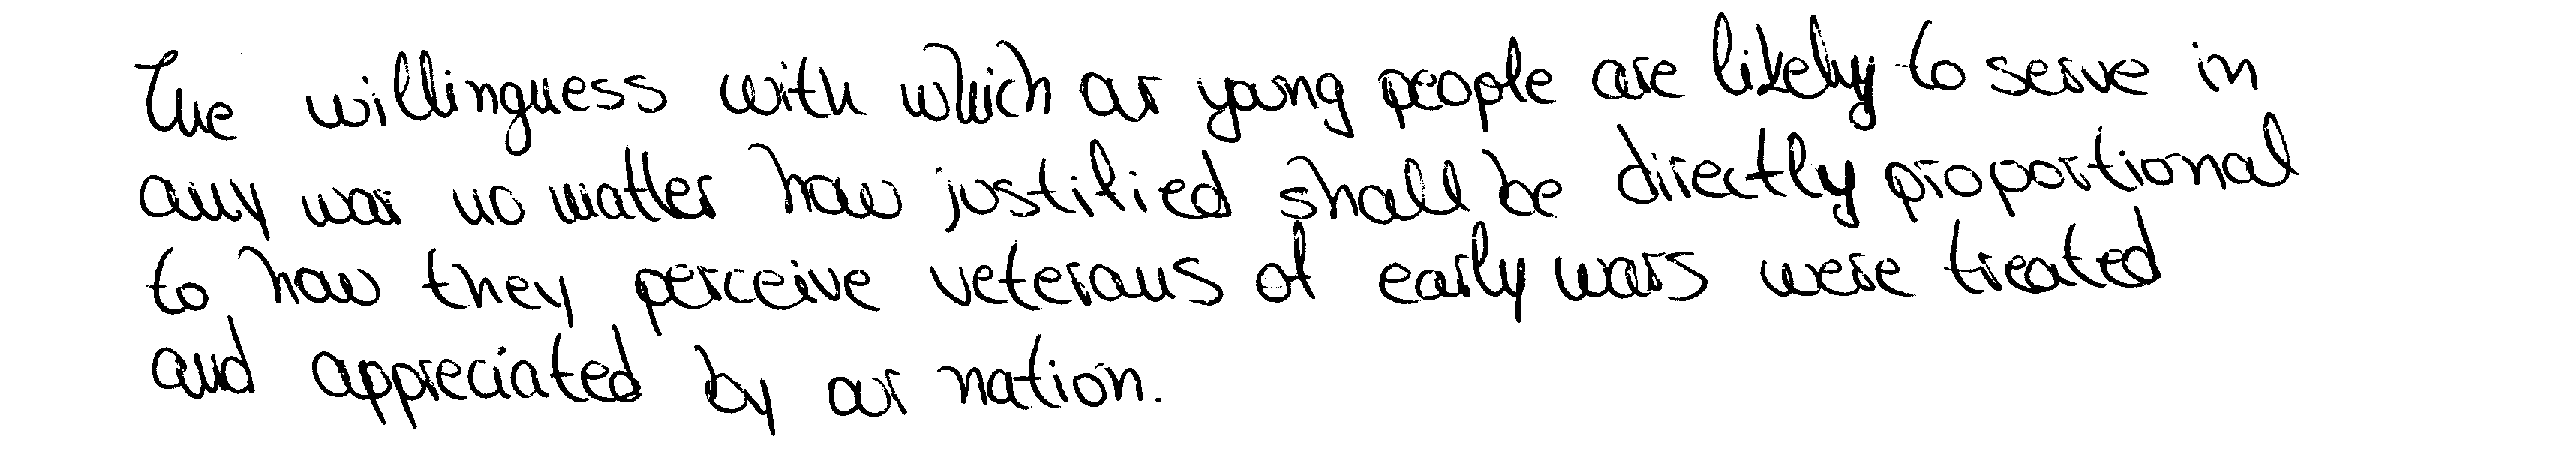 The willingness with which our young people are likely to serve in
any war no matter how justified shall be directly proportional
to how they perceive veterans of early wars were treated
and appreciated by our nation.